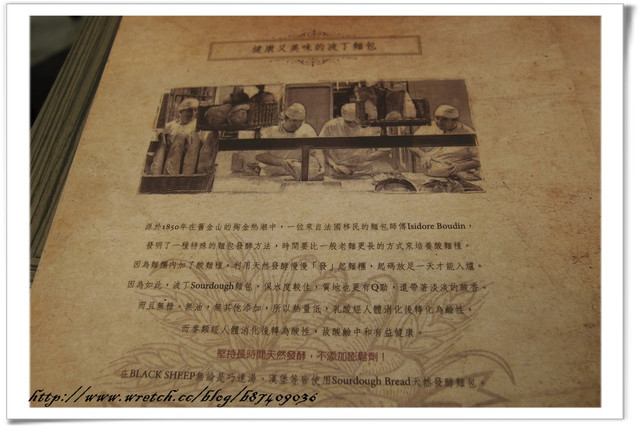 健康又美味的波丁麵包
源於1850年在舊金山的掏金熱潮中，一位來自法國移民的麵包師傅Isidore Boudin，
發明了一種特殊的麵包發酵方法，時間要比一般老麵更長的方式來培養酸麵種。
因為麵糰內加了酸麵種，利用天然發酵慢慢「發」起麵糰，起碼放足一天才能入爐。
因為如此，波丁Sourdough麵包，保水度較佳，質地也更有Q勁，還帶著淡淡的酸香。
而且無糖、無油，無其他添加，所以熱量低，乳酸經人體消化後轉化為鹼性，
而黍類經人體消化後轉為酸性，故酸鹼中和有益健康。
堅持長時間天然發酵，不添加膨鬆劑！
在BLACK SHEEP無論是巧達湯、漢堡等皆使用Sourdough Bread天然發酵麵包。
http://www.wretch.cc/blog/b87409036